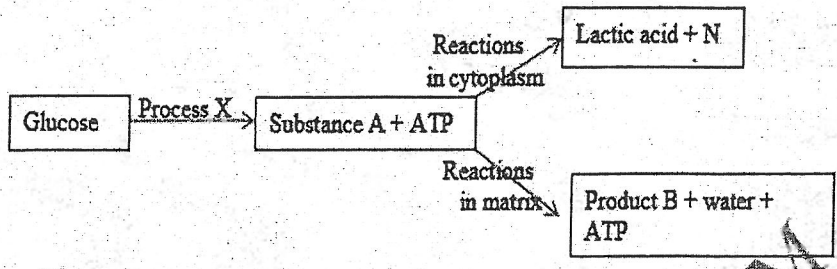 Reactions
in cytoplasm
Lactic acid + N
Glucose
Process X
Substance A + ATP
Reactions
in matrix
Product B + water +
ATP